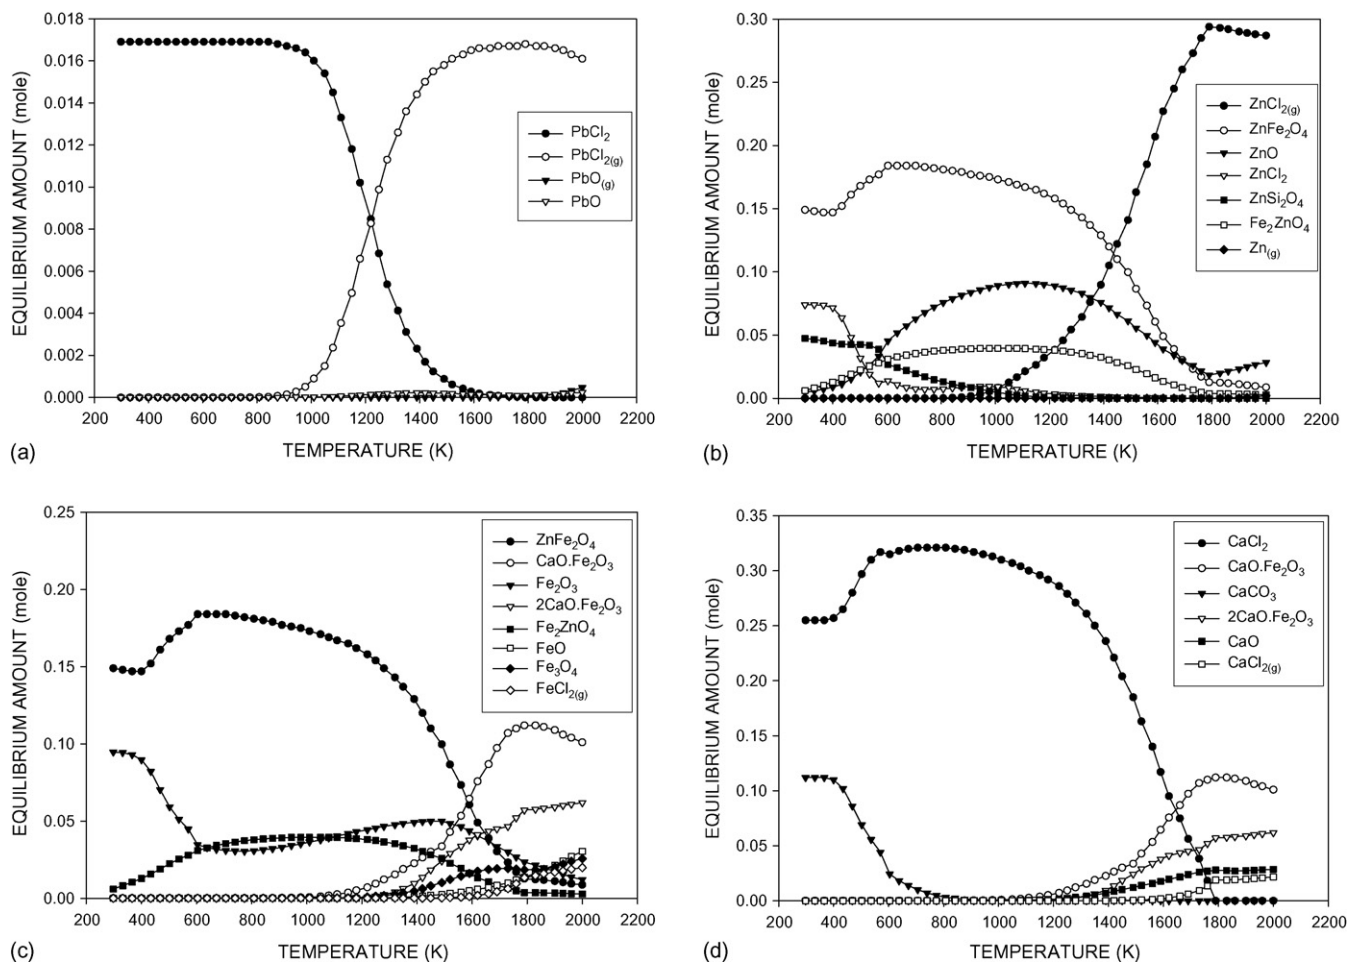 0.018
0.016
0.014
0.012
0.010
0.008
0.006
0.004
0.002
0.000
EQUILIBRIUM AMOUNT (mole)
PbCl₂
PbCl₂₍g₎
PbO₍g₎
PbO
200 400 600 800 1000 1200 1400 1600 1800 2000 2200
TEMPERATURE (K)
(a)
0.30
0.25
0.20
0.15
0.10
0.05
0.00
EQUILIBRIUM AMOUNT (mole)
ZnCl₂₍g₎
ZnFe₂O₄
ZnO
ZnCl₂
ZnSi₂O₄
Fe₂ZnO₄
Zn₍g₎
200 400 600 800 1000 1200 1400 1600 1800 2000 2200
TEMPERATURE (K)
(b)
0.25
0.20
0.15
0.10
0.05
0.00
EQUILIBRIUM AMOUNT (mole)
ZnFe₂O₄
CaO.Fe₂O₃
Fe₂O₃
2CaO.Fe₂O₃
Fe₂ZnO₄
FeO
Fe₃O₄
FeCl₂₍g₎
200 400 600 800 1000 1200 1400 1600 1800 2000 2200
TEMPERATURE (K)
(c)
0.35
0.30
0.25
0.20
0.15
0.10
0.05
0.00
EQUILIBRIUM AMOUNT (mole)
CaCl₂
CaO.Fe₂O₃
CaCO₃
2CaO.Fe₂O₃
CaO
CaCl₂₍g₎
200 400 600 800 1000 1200 1400 1600 1800 2000 2200
TEMPERATURE (K)
(d)